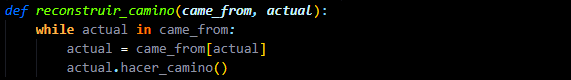 def reconstruir_camino(came_from, actual):
    while actual in came_from:
        actual = came_from[actual]
        actual.hacer_camino()